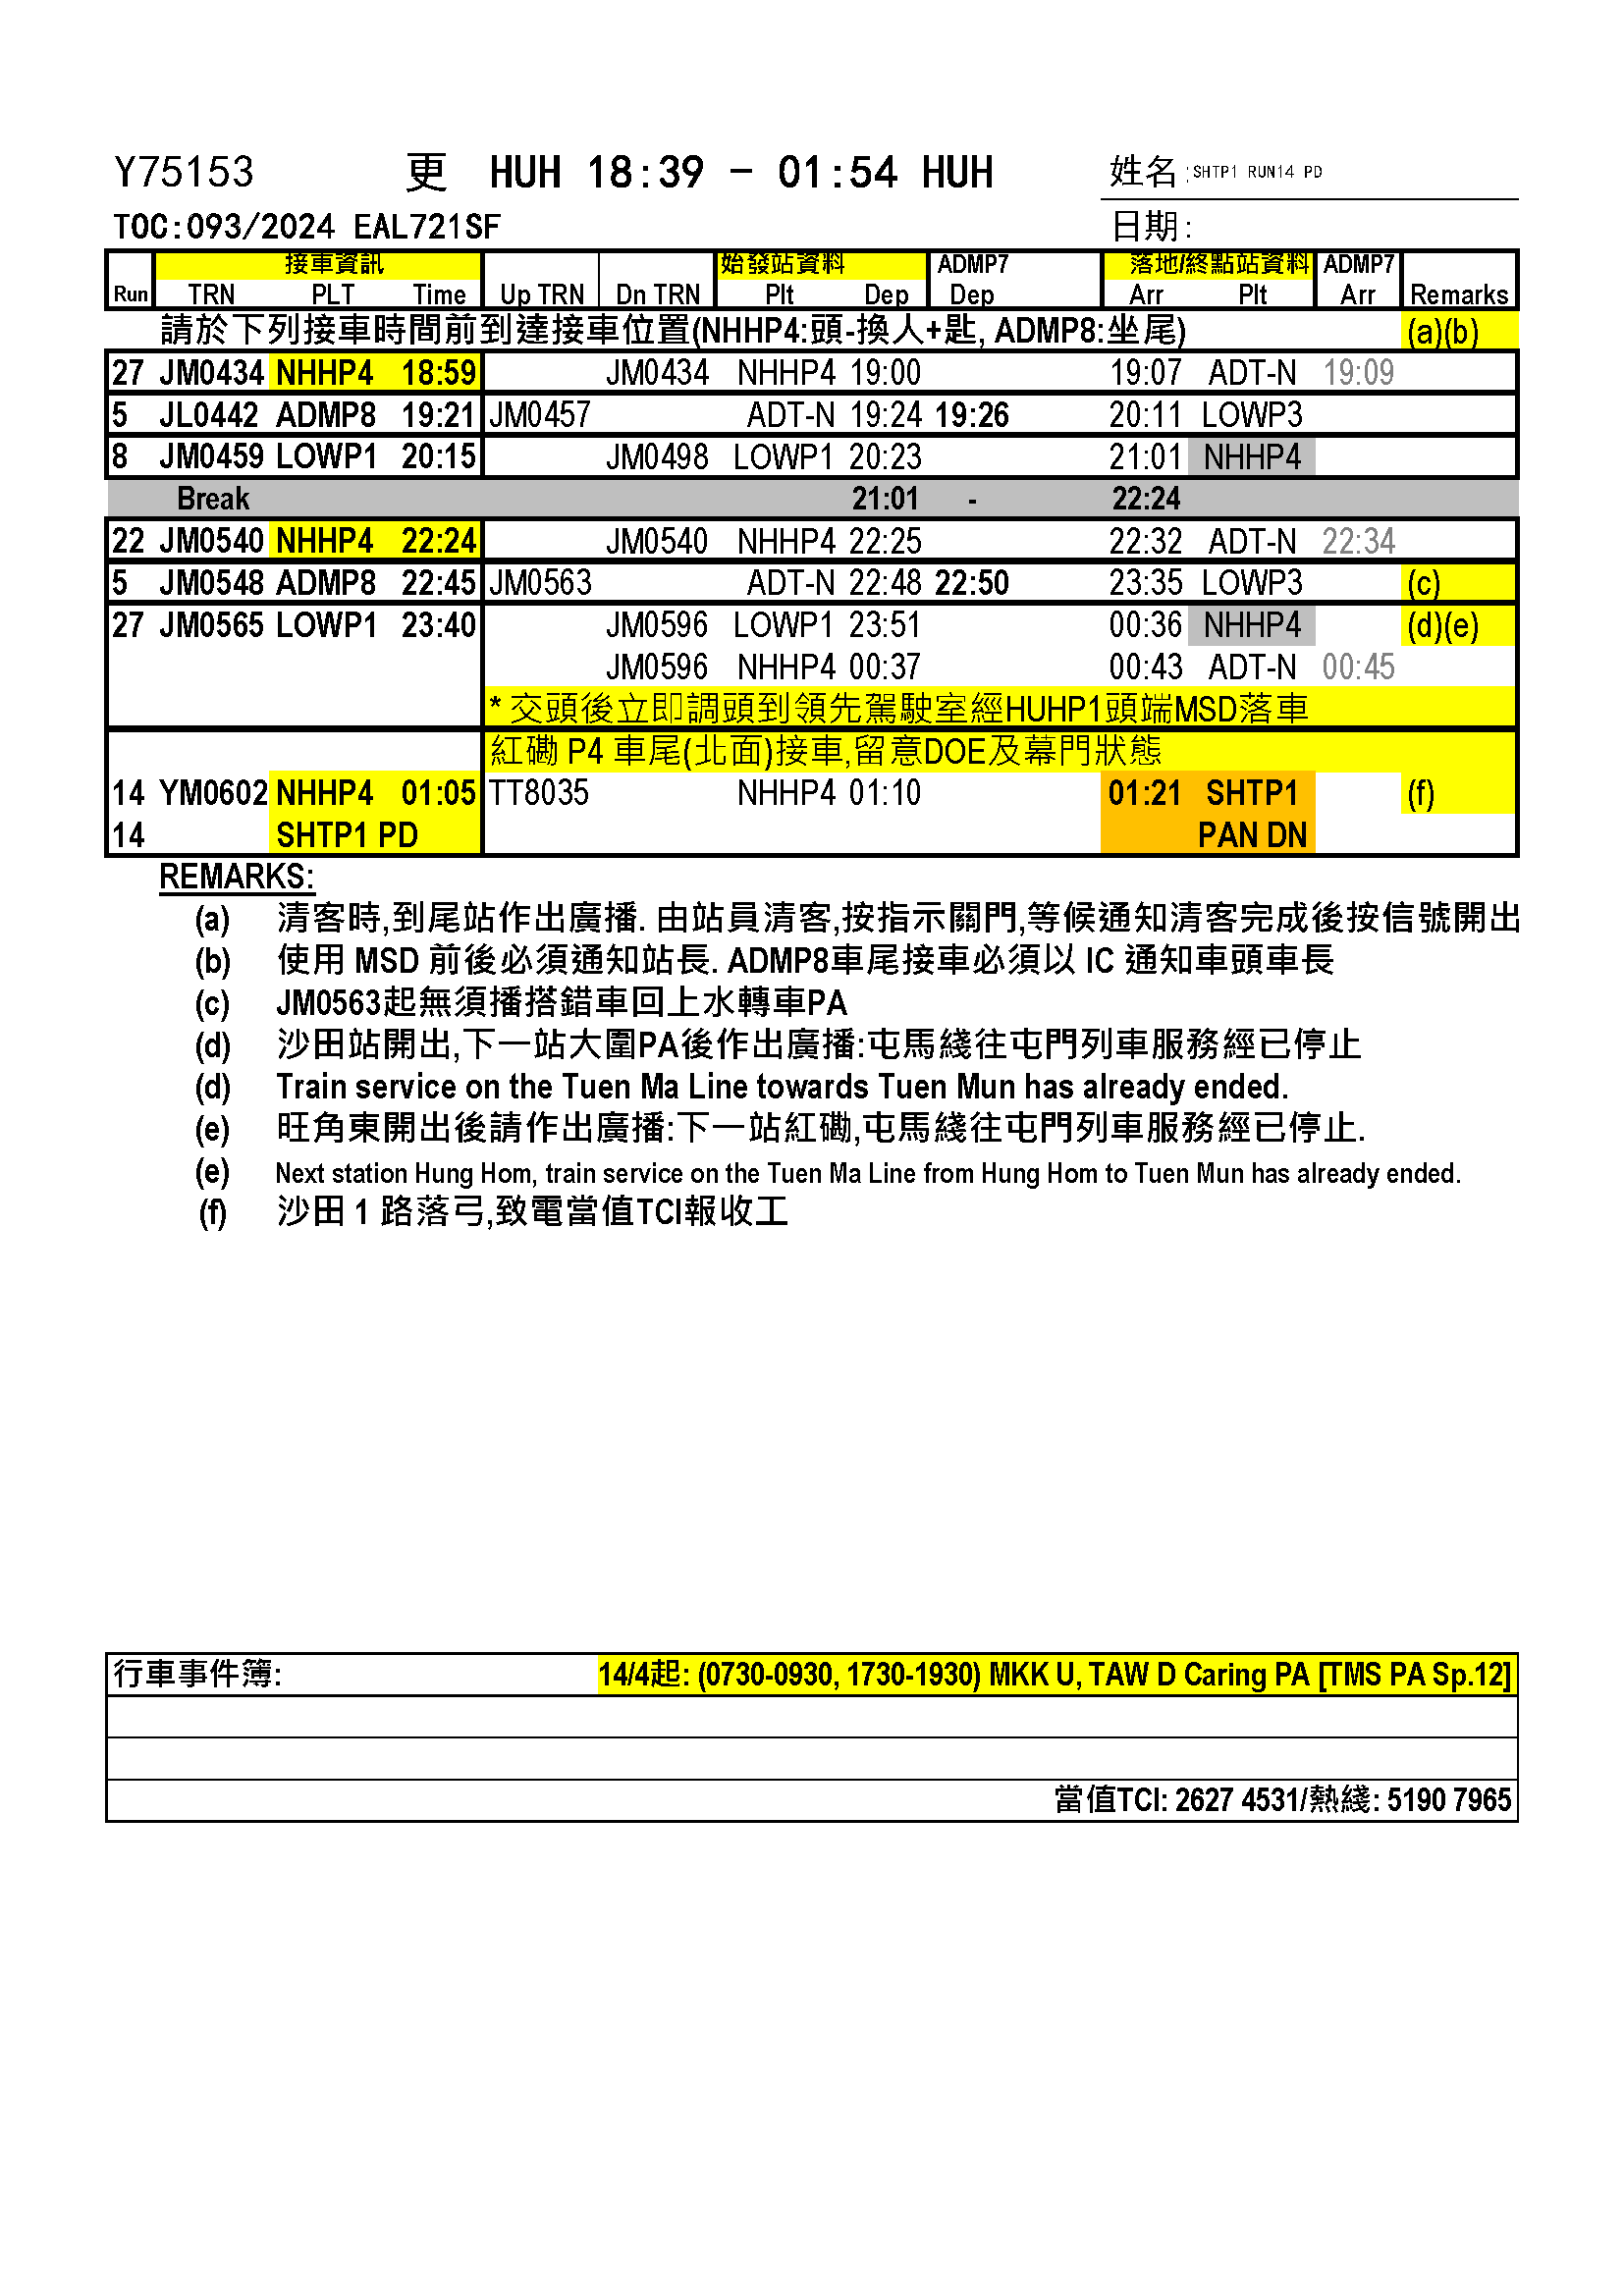 Y75153 更 HUH 18:39 - 01:54 HUH 姓名:SHTP1 RUN14 PD
TOC:093/2024 EAL721SF 日期:
接車資訊 始發站資料 ADMP7 落地/終點站資料 ADMP7
Run TRN PLT Time Up TRN Dn TRN Plt Dep Dep Arr Plt Arr Remarks
請於下列接車時間前到達接車位置(NHHP4:頭-換人+匙, ADMP8:坐尾) (a)(b)
27 JM0434 NHHP4 18:59 JM0434 NHHP4 19:00 19:07 ADT-N 19:09
5 JL0442 ADMP8 19:21 JM0457 ADT-N 19:24 19:26 20:11 LOWP3
8 JM0459 LOWP1 20:15 JM0498 LOWP1 20:23 21:01 NHHP4
Break 21:01 - 22:24
22 JM0540 NHHP4 22:24 JM0540 NHHP4 22:25 22:32 ADT-N 22:34
5 JM0548 ADMP8 22:45 JM0563 ADT-N 22:48 22:50 23:35 LOWP3 (c)
27 JM0565 LOWP1 23:40 JM0596 LOWP1 23:51 00:36 NHHP4 (d)(e)
JM0596 NHHP4 00:37 00:43 ADT-N 00:45
* 交頭後立即調頭到領先駕駛室經HUHP1頭端MSD落車
紅磡 P4 車尾(北面)接車,留意DOE及幕門狀態
14 YM0602 NHHP4 01:05 TT8035 NHHP4 01:10 01:21 SHTP1 (f)
14 SHTP1 PD PAN DN
REMARKS:
(a) 清客時,到尾站作出廣播. 由站員清客,按指示關門,等候通知清客完成後按信號開出
(b) 使用 MSD 前後必須通知站長. ADMP8車尾接車必須以 IC 通知車頭車長
(c) JM0563起無須播搭錯車回上水轉車PA
(d) 沙田站開出,下一站大圍PA後作出廣播:屯馬綫往屯門列車服務經已停止
(d) Train service on the Tuen Ma Line towards Tuen Mun has already ended.
(e) 旺角東開出後請作出廣播:下一站紅磡,屯馬綫往屯門列車服務經已停止.
(e) Next station Hung Hom, train service on the Tuen Ma Line from Hung Hom to Tuen Mun has already ended.
(f) 沙田 1 路落弓,致電當值TCI報收工
行車事件簿: 14/4起: (0730-0930, 1730-1930) MKK U, TAW D Caring PA [TMS PA Sp.12]
當值TCI: 2627 4531/熱綫: 5190 7965